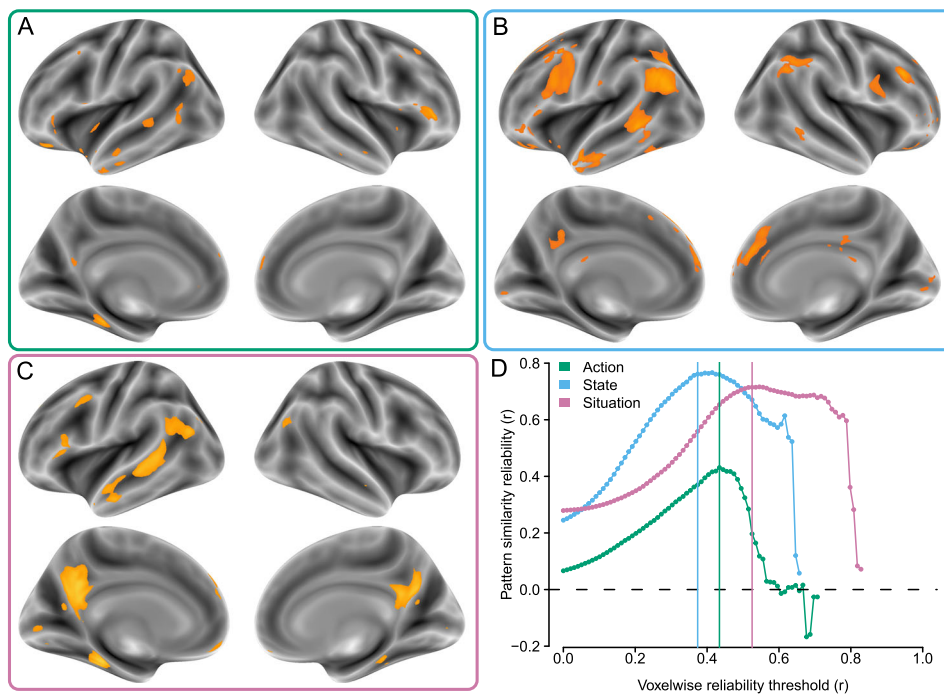 A
B
C
D
Action
State
Situation
Pattern similarity reliability (r)
0.8
0.6
0.4
0.2
0.0
−0.2
0.0 0.2 0.4 0.6 0.8 1.0
Voxelwise reliability threshold (r)